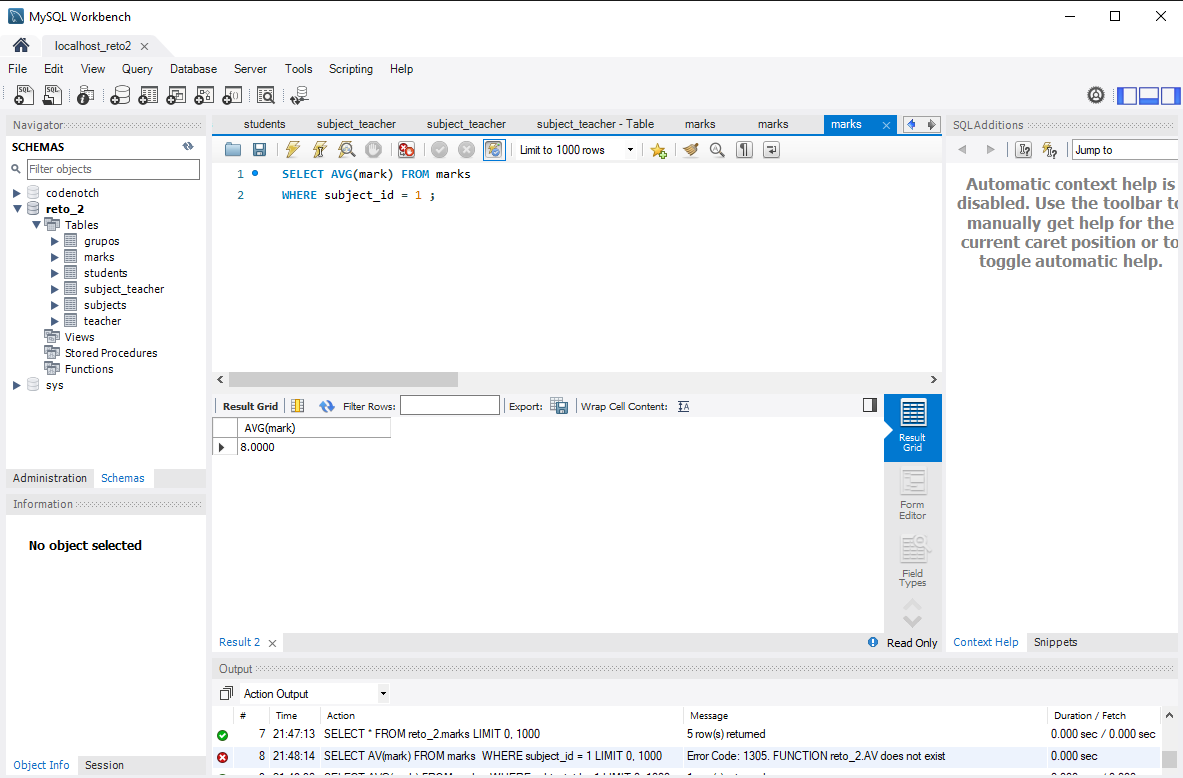 MySQL Workbench
localhost_reto2
File Edit View Query Database Server Tools Scripting Help
Navigator
SCHEMAS
Filter objects
codenotch
reto_2
Tables
grupos
marks
students
subject_teacher
subjects
teacher
Views
Stored Procedures
Functions
sys
Administration Schemas
Information
No object selected
Object Info Session
students subject_teacher subject_teacher subject_teacher - Table marks marks marks
Limit to 1000 rows
1 SELECT AVG(mark) FROM marks
2 WHERE subject_id = 1 ;
Result Grid Filter Rows: Export: Wrap Cell Content:
AVG(mark)
8.0000
Result Grid
Form Editor
Field Types
Result 2 Read Only
SQLAdditions
Jump to
Automatic context help is
disabled. Use the toolbar to
manually get help for the
current caret position or to
toggle automatic help.
Context Help Snippets
Output
Action Output
# Time Action Message Duration / Fetch
7 21:47:13 SELECT * FROM reto_2.marks LIMIT 0, 1000 5 row(s) returned 0.000 sec / 0.000 sec
8 21:48:14 SELECT AV(mark) FROM marks WHERE subject_id = 1 LIMIT 0, 1000 Error Code: 1305. FUNCTION reto_2.AV does not exist 0.000 sec